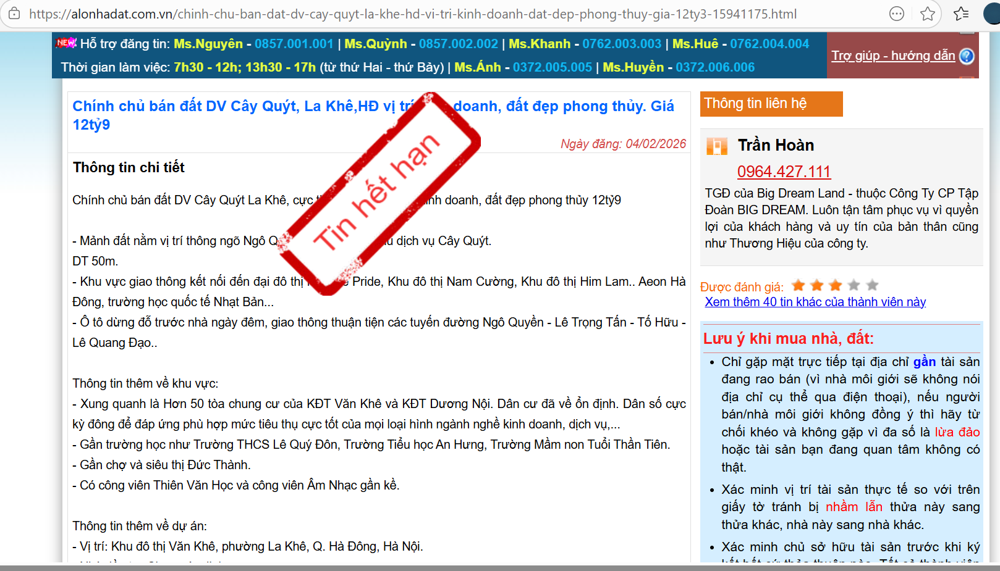 https://alonhadat.com.vn/chinh-chu-ban-dat-dv-cay-quyt-la-khe-hd-vi-tri-kinh-doanh-dat-dep-phong-thuy-gia-12ty3-15941175.html
NEW Hỗ trợ đăng tin: Ms.Nguyên - 0857.001.001 | Ms.Quỳnh - 0857.002.002 | Ms.Khanh - 0762.003.003 | Ms.Huê - 0762.004.004
Thời gian làm việc: 7h30 - 12h; 13h30 - 17h (từ thứ Hai - thứ Bảy) | Ms.Ánh - 0372.005.005 | Ms.Huyền - 0372.006.006
Trợ giúp - hướng dẫn
Chính chủ bán đất DV Cây Quýt, La Khê,HĐ vị trí doanh, đất đẹp phong thủy. Giá
12tỷ9
Ngày đăng: 04/02/2026
Tin hết hạn
Thông tin chi tiết
Chính chủ bán đất DV Cây Quýt La Khê, cực doanh, đất đẹp phong thủy 12tỷ9
- Mảnh đất nằm vị trí thông ngõ Ngô dịch vụ Cây Quýt.
DT 50m.
- Khu vực giao thông kết nối đến đại đô thị Pride, Khu đô thị Nam Cường, Khu đô thị Him Lam.. Aeon Hà
Đông, trường học quốc tế Nhạt Bản...
- Ô tô dừng đỗ trước nhà ngày đêm, giao thông thuận tiện các tuyến đường Ngô Quyền - Lê Trọng Tấn - Tố Hữu -
Lê Quang Đạo..
Thông tin thêm về khu vực:
- Xung quanh là Hơn 50 tòa chung cư của KĐT Văn Khê và KĐT Dương Nội. Dân cư đã về ổn định. Dân số cực
kỳ đông để đáp ứng phù hợp mức tiêu thụ cực tốt của mọi loại hình ngành nghề kinh doanh, dịch vụ,...
- Gần trường học như Trường THCS Lê Quý Đôn, Trường Tiểu học An Hưng, Trường Mầm non Tuổi Thần Tiên.
- Gần chợ và siêu thị Đức Thành.
- Có công viên Thiên Văn Học và công viên Âm Nhạc gần kề.
Thông tin thêm về dự án:
- Vị trí: Khu đô thị Văn Khê, phường La Khê, Q. Hà Đông, Hà Nội.
Thông tin liên hệ
Trần Hoàn
0964.427.111
TGĐ của Big Dream Land - thuộc Công Ty CP Tập
Đoàn BIG DREAM. Luôn tận tâm phục vụ vì quyền
lợi của khách hàng và uy tín của bản thân cũng
như Thương Hiệu của công ty.
Được đánh giá:
Xem thêm 40 tin khác của thành viên này
Lưu ý khi mua nhà, đất:
• Chỉ gặp mặt trực tiếp tại địa chỉ gần tài sản
đang rao bán (vì nhà môi giới sẽ không nói
địa chỉ cụ thể qua điện thoại), nếu người
bán/nhà môi giới không đồng ý thì hãy từ
chối khéo và không gặp vì đa số là lừa đảo
hoặc tài sản bạn đang quan tâm không có
thật.
• Xác minh vị trí tài sản thực tế so với trên
giấy tờ tránh bị nhầm lẫn thửa này sang
thửa khác, nhà này sang nhà khác.
• Xác minh chủ sở hữu tài sản trước khi ký